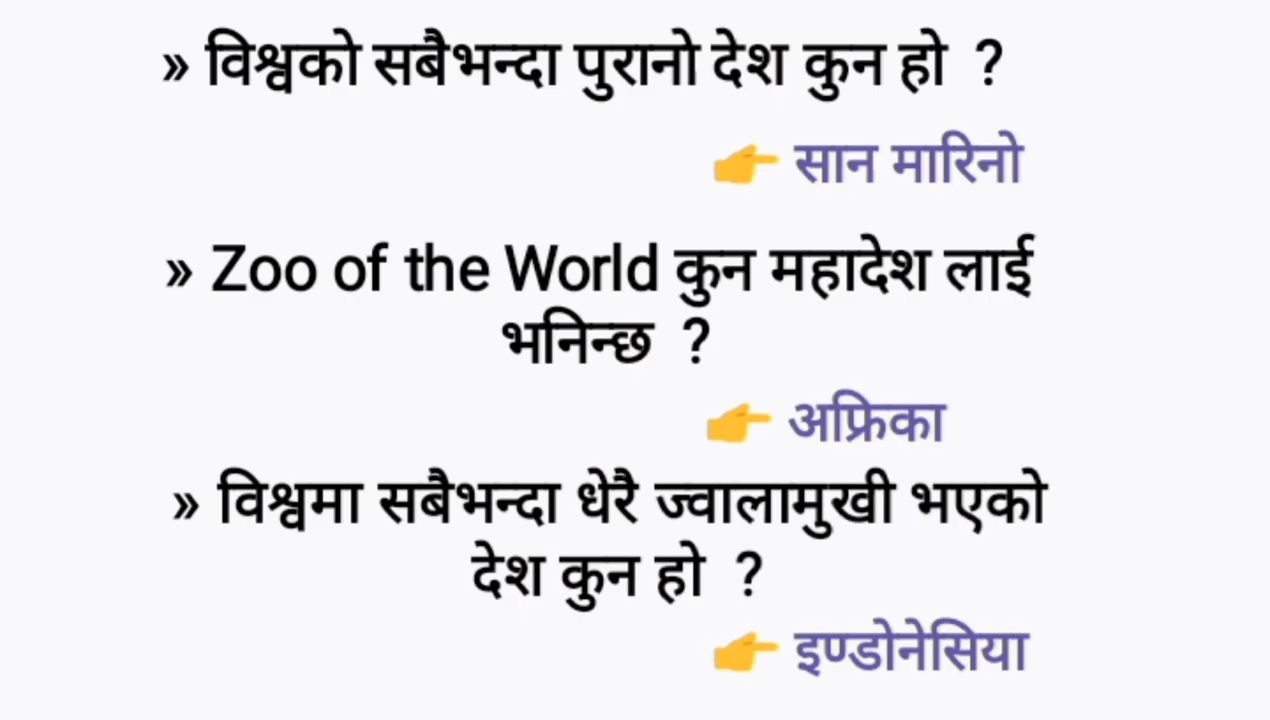 » विश्वको सबैभन्दा पुरानो देश कुन हो ?
👉 सान मारिनो
» Zoo of the World कुन महादेश लाई
भनिन्छ ?
👉 अफ्रिका
» विश्वमा सबैभन्दा धेरै ज्वालामुखी भएको
देश कुन हो ?
👉 इण्डोनेसिया